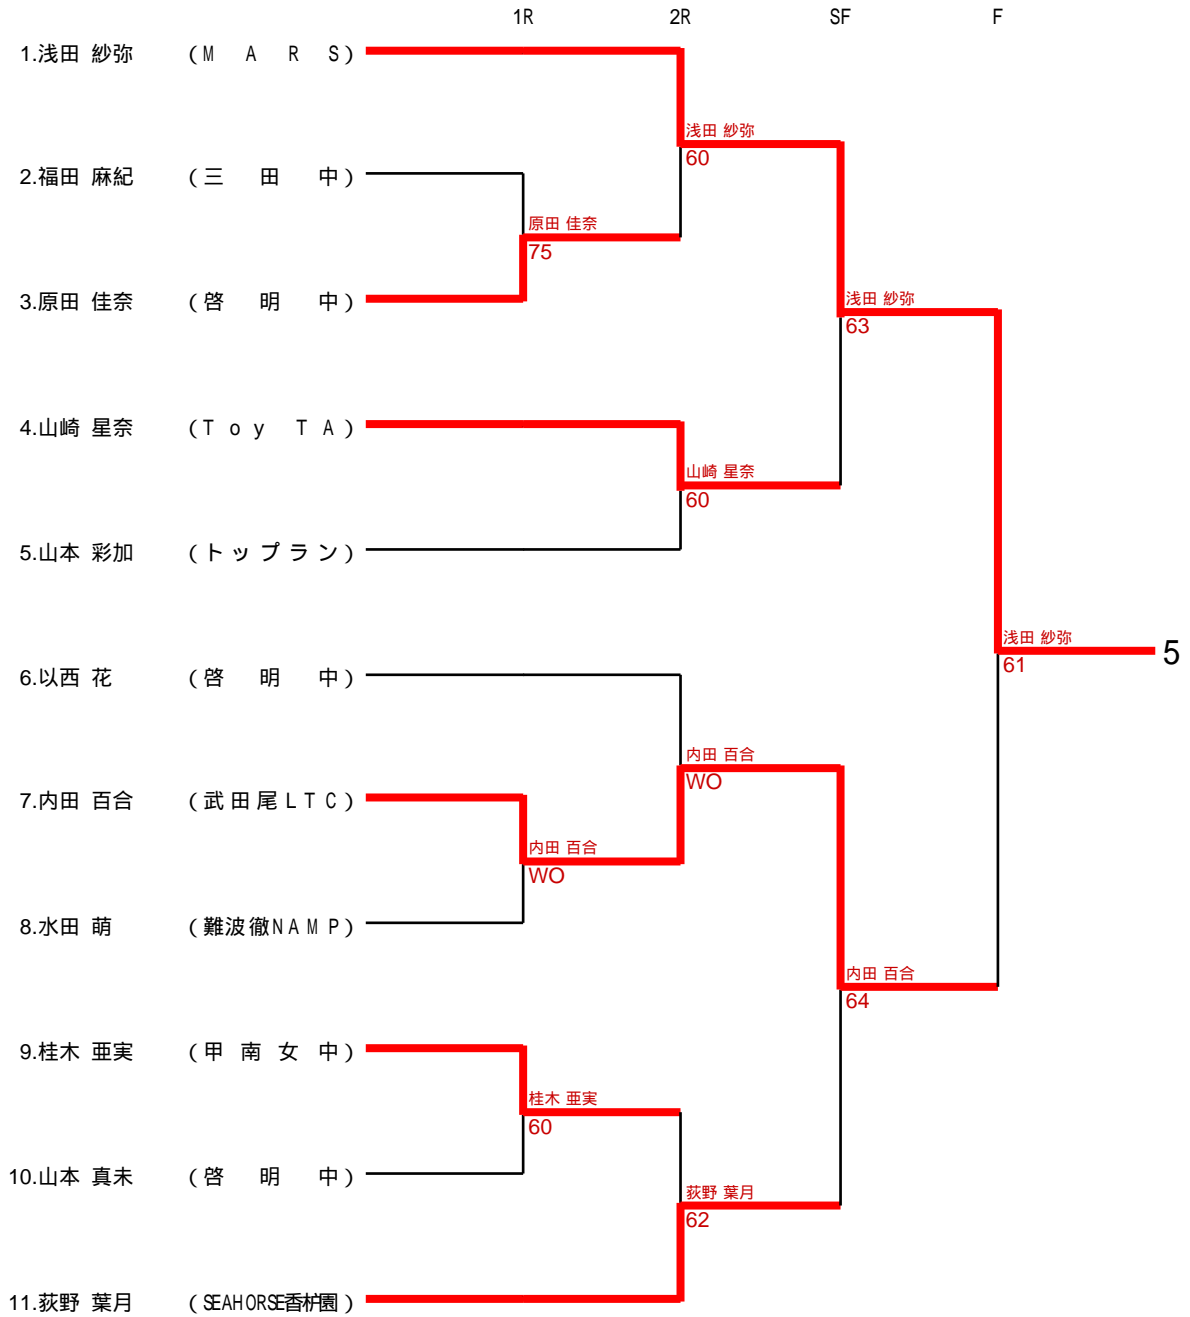 1R 2R SF F
1.浅田 紗弥 (M A R S)
浅田 紗弥
60
2.福田 麻紀 (三 田 中)
原田 佳奈
75
3.原田 佳奈 (啓 明 中)
浅田 紗弥
63
4.山崎 星奈 (Toy TA)
山崎 星奈
60
5.山本 彩加 (トップラン)
浅田 紗弥
61
5
6.以西 花 (啓 明 中)
内田 百合
WO
7.内田 百合 (武田尾LTC)
内田 百合
WO
8.水田 萌 (難波徹NAMP)
内田 百合
64
9.桂木 亜実 (甲南女中)
桂木 亜実
60
10.山本 真未 (啓 明 中)
荻野 葉月
62
11.荻野 葉月 (SEAHORSE香枦園)